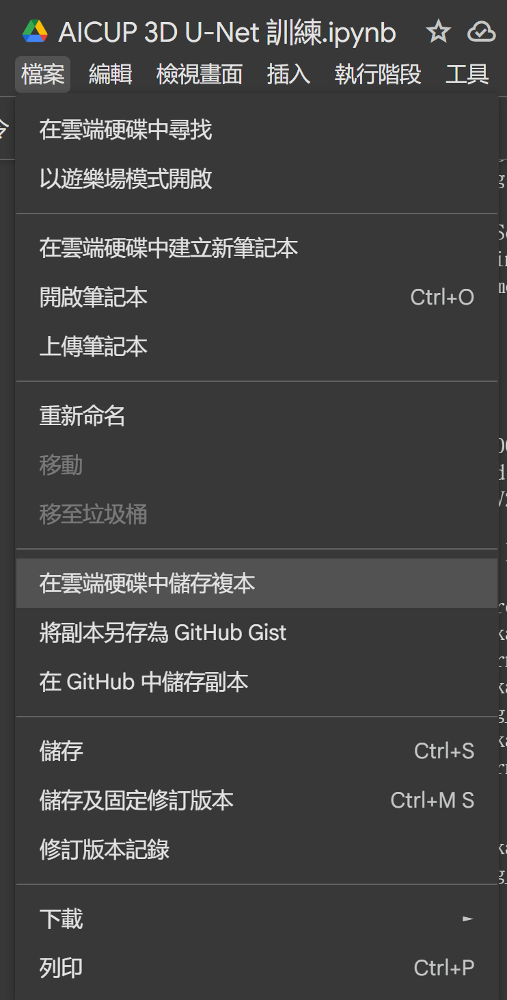 AICUP 3D U-Net 訓練.ipynb
檔案 編輯 檢視畫面 插入 執行階段 工具
在雲端硬碟中尋找
以遊樂場模式開啟
在雲端硬碟中建立新筆記本
開啟筆記本 Ctrl+O
上傳筆記本
重新命名
移動
移至垃圾桶
在雲端硬碟中儲存複本
將副本另存為 GitHub Gist
在 GitHub 中儲存副本
儲存 Ctrl+S
儲存及固定修訂版本 Ctrl+M S
修訂版本記錄
下載 ►
列印 Ctrl+P